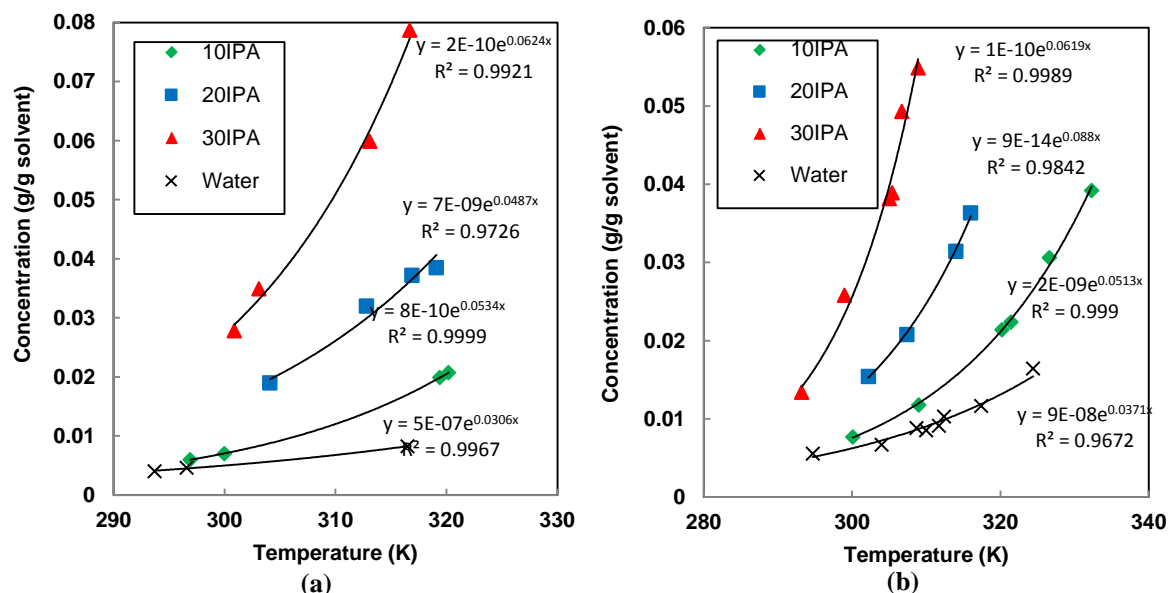 0.08
0.07
0.06
0.05
0.04
0.03
0.02
0.01
0
Concentration (g/g solvent)
10IPA
20IPA
30IPA
Water
y = 2E-10e^0.0624x
R² = 0.9921
y = 7E-09e^0.0487x
R² = 0.9726
y = 8E-10e^0.0534x
R² = 0.9999
y = 5E-07e^0.0306x
R² = 0.9967
290 300 310 320 330
Temperature (K)
(a)
0.06
0.05
0.04
0.03
0.02
0.01
0
Concentration (g/g solvent)
10IPA
20IPA
30IPA
Water
y = 1E-10e^0.0619x
R² = 0.9989
y = 9E-14e^0.088x
R² = 0.9842
y = 2E-09e^0.0513x
R² = 0.999
y = 9E-08e^0.0371x
R² = 0.9672
280 300 320 340
Temperature (K)
(b)